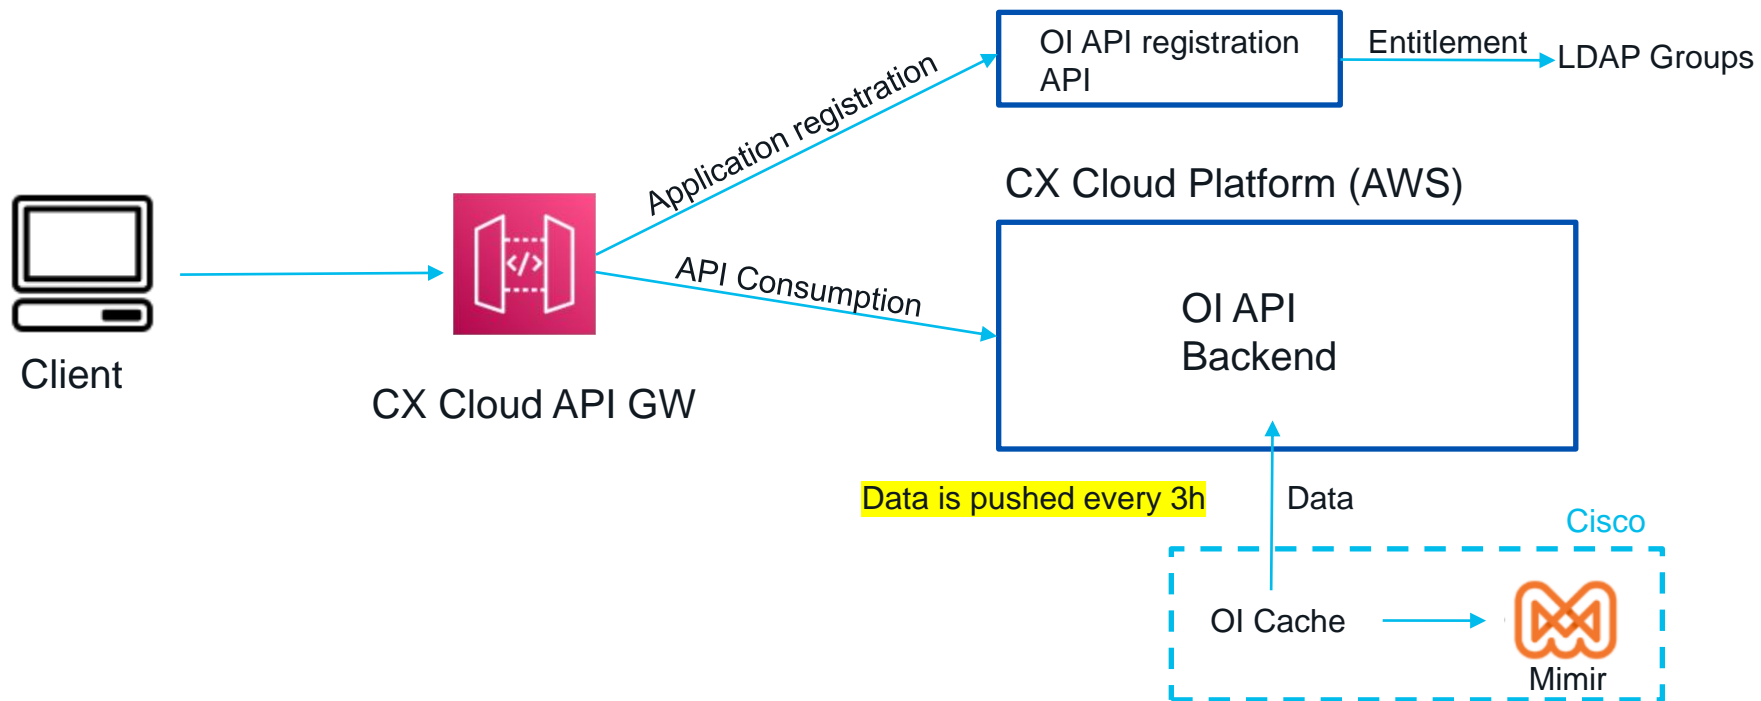 OI API registration
API
Entitlement
LDAP Groups
Application registration
CX Cloud Platform (AWS)
API Consumption
OI API
Backend
Client
CX Cloud API GW
</>
Data is pushed every 3h
Data
Cisco
OI Cache
Mimir